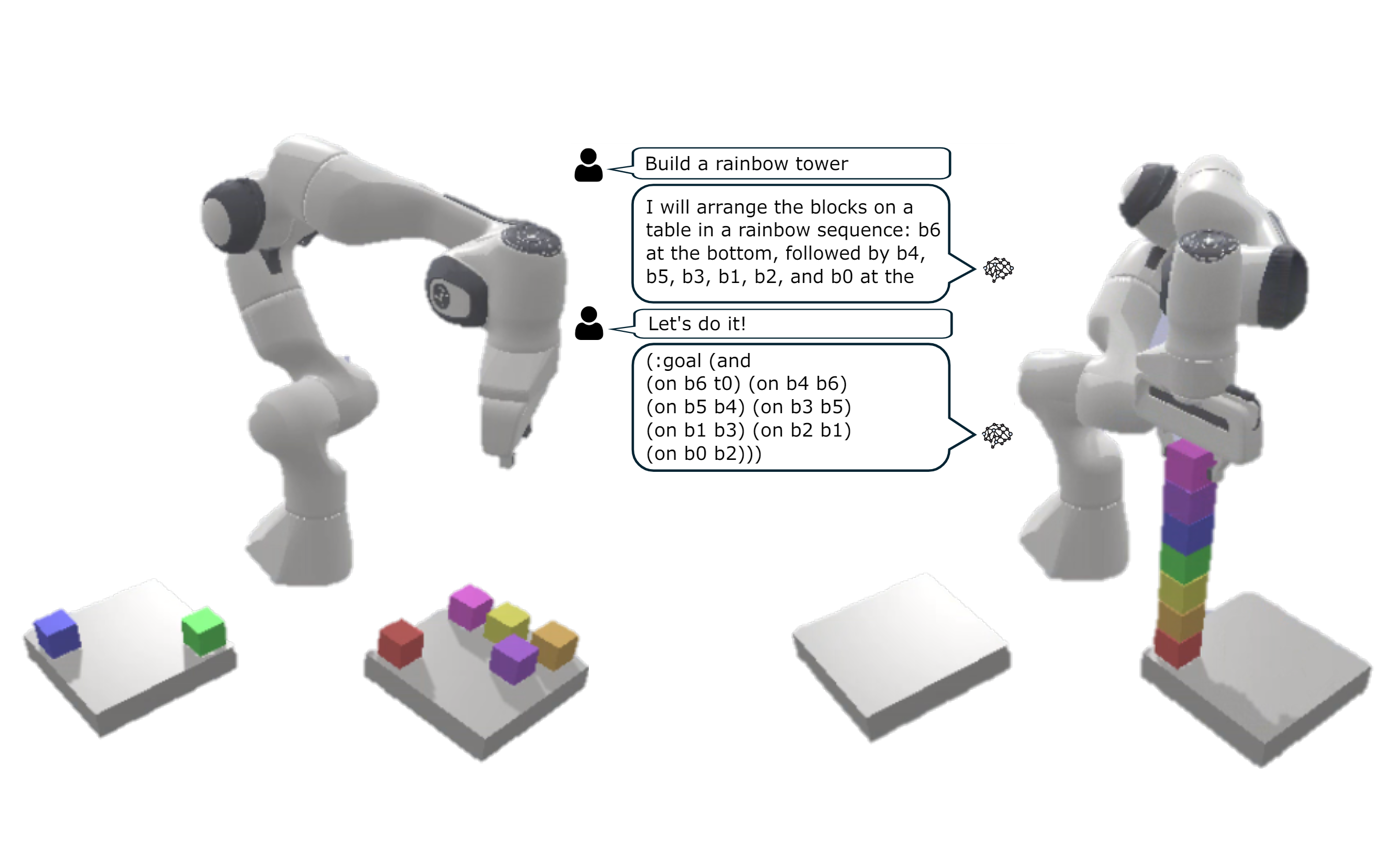 Build a rainbow tower
I will arrange the blocks on a
table in a rainbow sequence: b6
at the bottom, followed by b4,
b5, b3, b1, b2, and b0 at the
Let's do it!
(:goal (and
(on b6 t0) (on b4 b6)
(on b5 b4) (on b3 b5)
(on b1 b3) (on b2 b1)
(on b0 b2)))